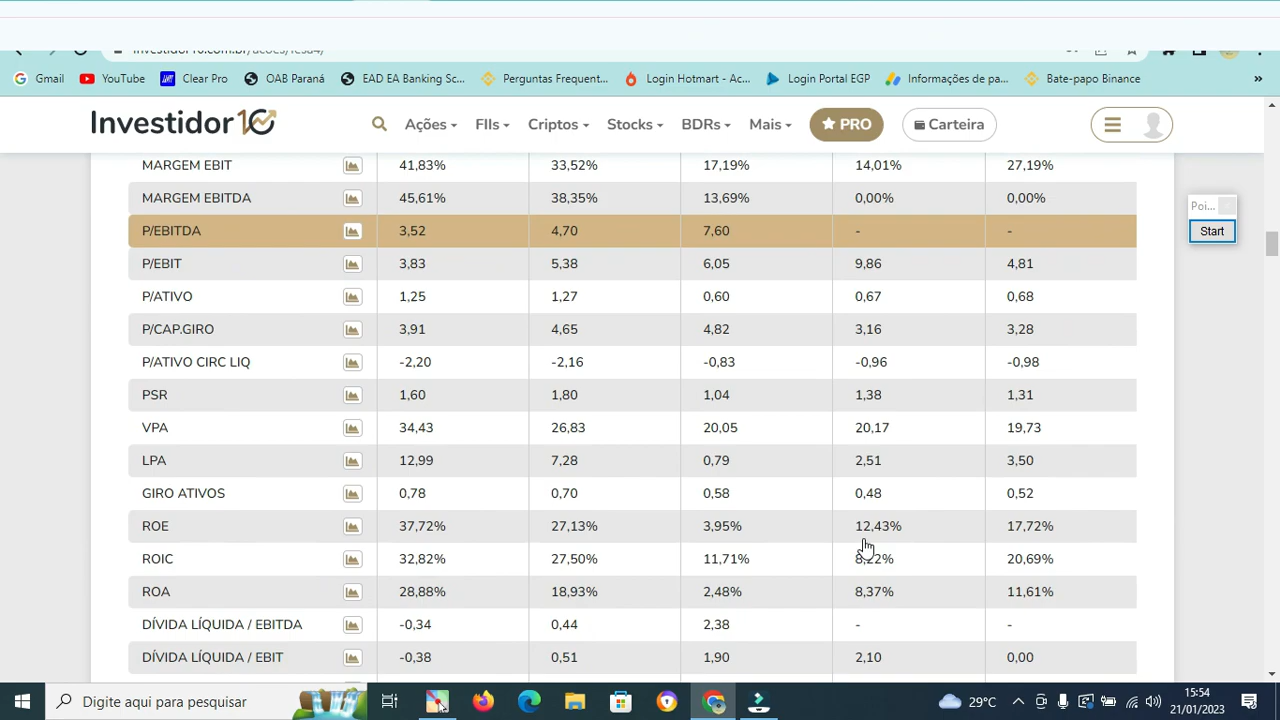 Gmail YouTube Clear Pro OAB Paraná EAD EA Banking Sc... Perguntas Frequent... Login Hotmart - Ac... Login Portal EGP Informações de pa... Bate-papo Binance »
Investidor10 Ações FIIs Criptos Stocks BDRs Mais PRO Carteira
MARGEM EBIT 41,83% 33,52% 17,19% 14,01% 27,19%
MARGEM EBITDA 45,61% 38,35% 13,69% 0,00% 0,00%
Poi...
P/EBITDA 3,52 4,70 7,60 - - Start
P/EBIT 3,83 5,38 6,05 9,86 4,81
P/ATIVO 1,25 1,27 0,60 0,67 0,68
P/CAP.GIRO 3,91 4,65 4,82 3,16 3,28
P/ATIVO CIRC LIQ -2,20 -2,16 -0,83 -0,96 -0,98
PSR 1,60 1,80 1,04 1,38 1,31
VPA 34,43 26,83 20,05 20,17 19,73
LPA 12,99 7,28 0,79 2,51 3,50
GIRO ATIVOS 0,78 0,70 0,58 0,48 0,52
ROE 37,72% 27,13% 3,95% 12,43% 17,72%
ROIC 32,82% 27,50% 11,71% 8,22% 20,69%
ROA 28,88% 18,93% 2,48% 8,37% 11,61%
DÍVIDA LÍQUIDA / EBITDA -0,34 0,44 2,38 - -
DÍVIDA LÍQUIDA / EBIT -0,38 0,51 1,90 2,10 0,00
Digite aqui para pesquisar 29°C 15:54
21/01/2023